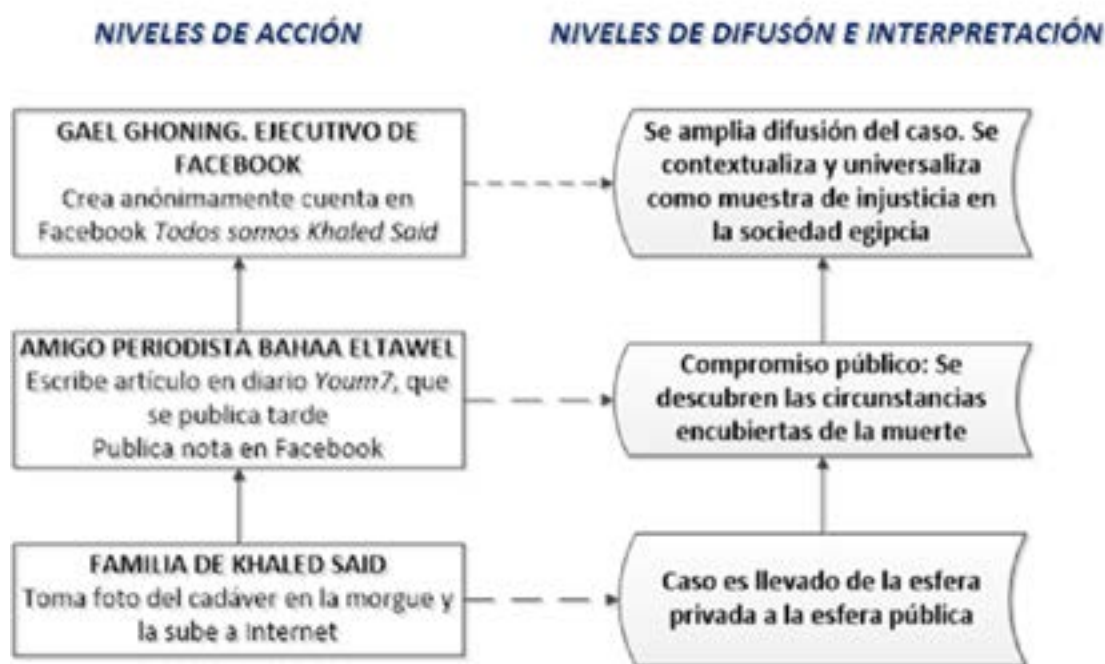 NIVELES DE ACCIÓN
NIVELES DE DIFUSÓN E INTERPRETACIÓN
GAEL GHONING. EJECUTIVO DE
FACEBOOK
Crea anónimamente cuenta en
Facebook Todos somos Khaled Said
Se amplia difusión del caso. Se
contextualiza y universaliza
como muestra de injusticia en
la sociedad egipcia
AMIGO PERIODISTA BAHAA ELTAWEL
Escribe artículo en diario Youm7, que
se publica tarde
Publica nota en Facebook
Compromiso público: Se
descubren las circunstancias
encubiertas de la muerte
FAMILIA DE KHALED SAID
Toma foto del cadáver en la morgue y
la sube a Internet
Caso es llevado de la esfera
privada a la esfera pública